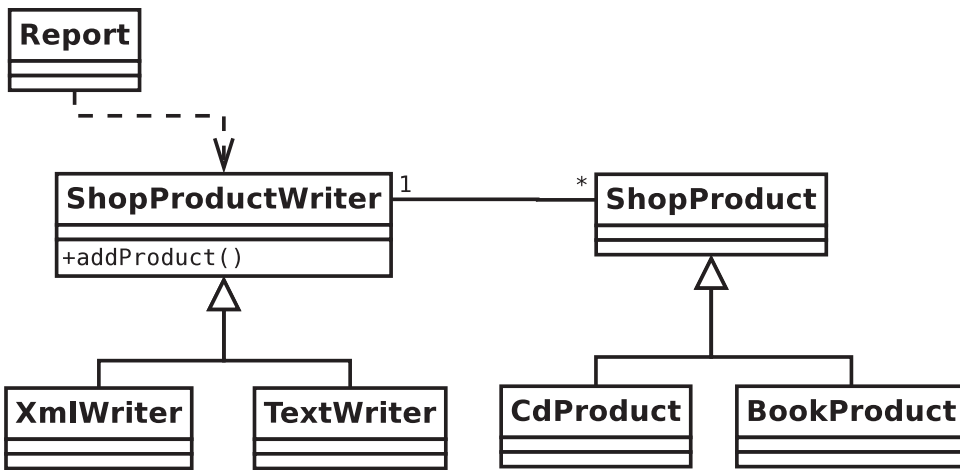 Report
ShopProductWriter
1
*
ShopProduct
+addProduct()
XmlWriter
TextWriter
CdProduct
BookProduct